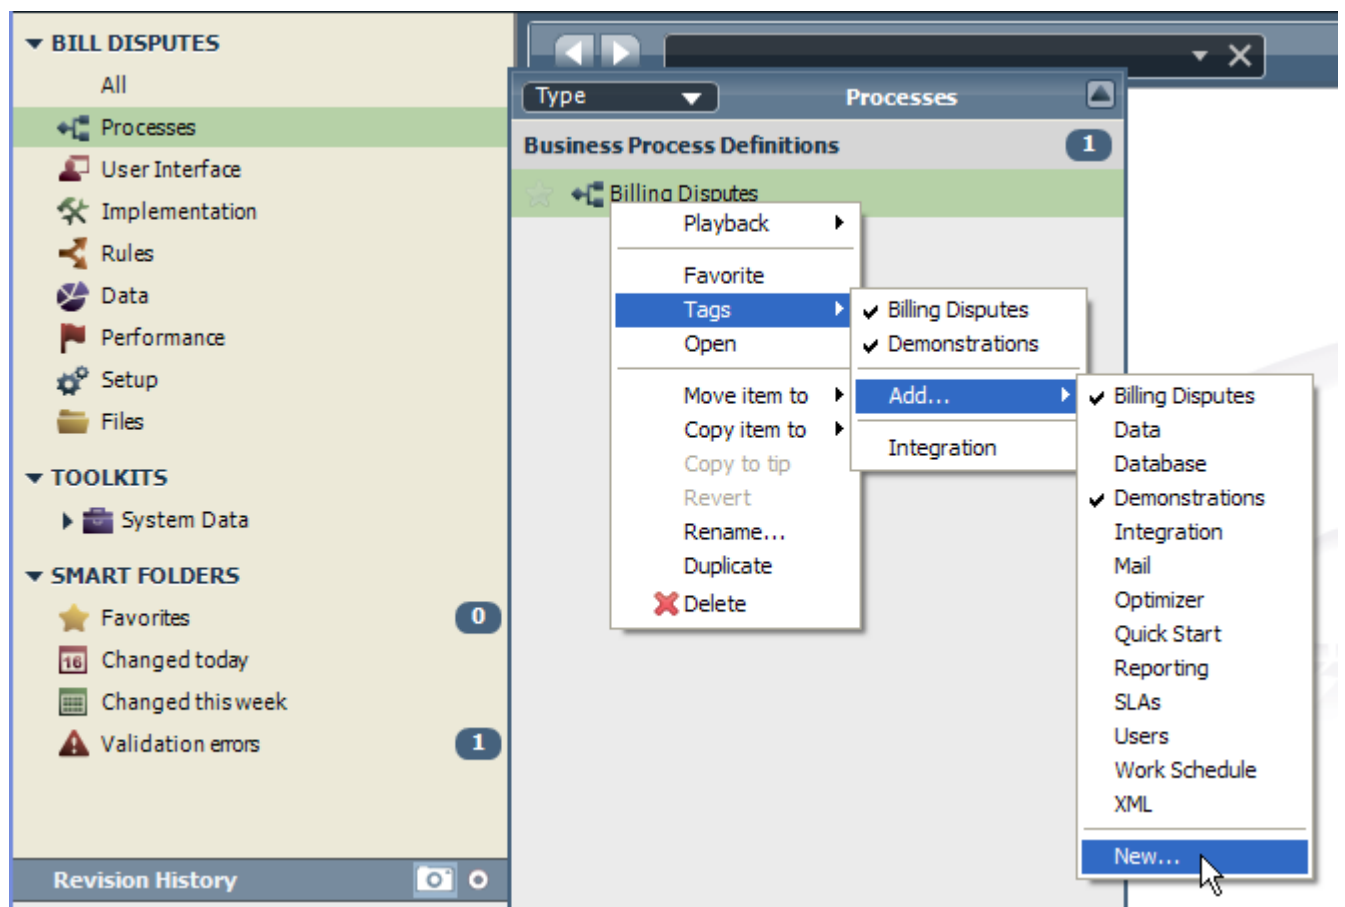 BILL DISPUTES
All
Processes
User Interface
Implementation
Rules
Data
Performance
Setup
Files
TOOLKITS
System Data
SMART FOLDERS
Favorites 0
16 Changed today
Changed this week
Validation errors 1
Revision History
Type Processes
Business Process Definitions 1
Billing Disputes
Playback
Favorite
Tags
Open
Move item to
Copy item to
Copy to tip
Revert
Rename...
Duplicate
Delete
Billing Disputes
Demonstrations
Add...
Integration
Billing Disputes
Data
Database
Demonstrations
Integration
Mail
Optimizer
Quick Start
Reporting
SLAs
Users
Work Schedule
XML
New...